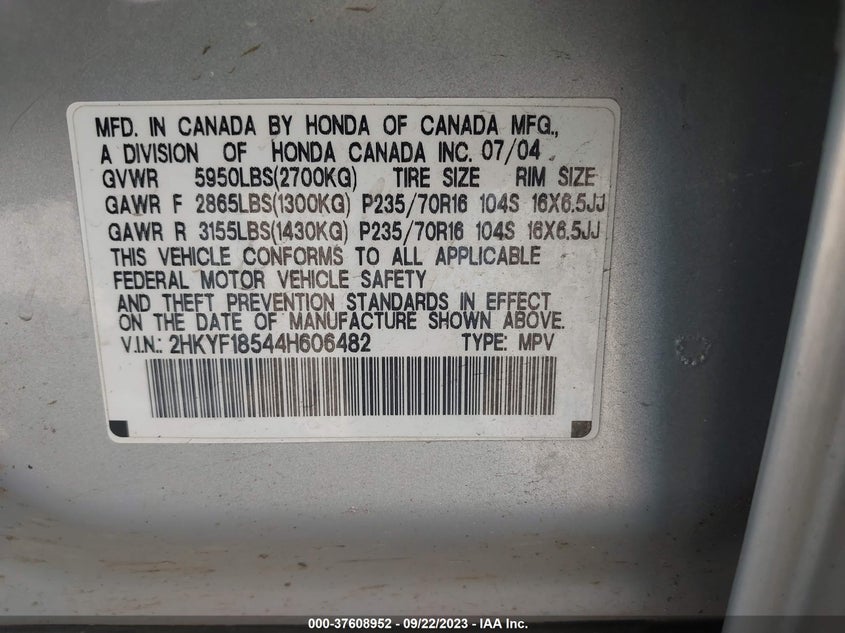 MFD. IN CANADA BY HONDA OF CANADA MFG.,
A DIVISION OF HONDA CANADA INC. 07/04
GVWR 5950LBS(2700KG) TIRE SIZE RIM SIZE
GAWR F 2865LBS(1300KG) P235/70R16 104S 16X6.5JJ
GAWR R 3155LBS(1430KG) P235/70R16 104S 16X6.5JJ
THIS VEHICLE CONFORMS TO ALL APPLICABLE
FEDERAL MOTOR VEHICLE SAFETY
AND THEFT PREVENTION STANDARDS IN EFFECT
ON THE DATE OF MANUFACTURE SHOWN ABOVE.
V.I.N.: 2HKYF18544H606482 TYPE: MPV
000-37608952 - 09/22/2023 - IAAI Inc.